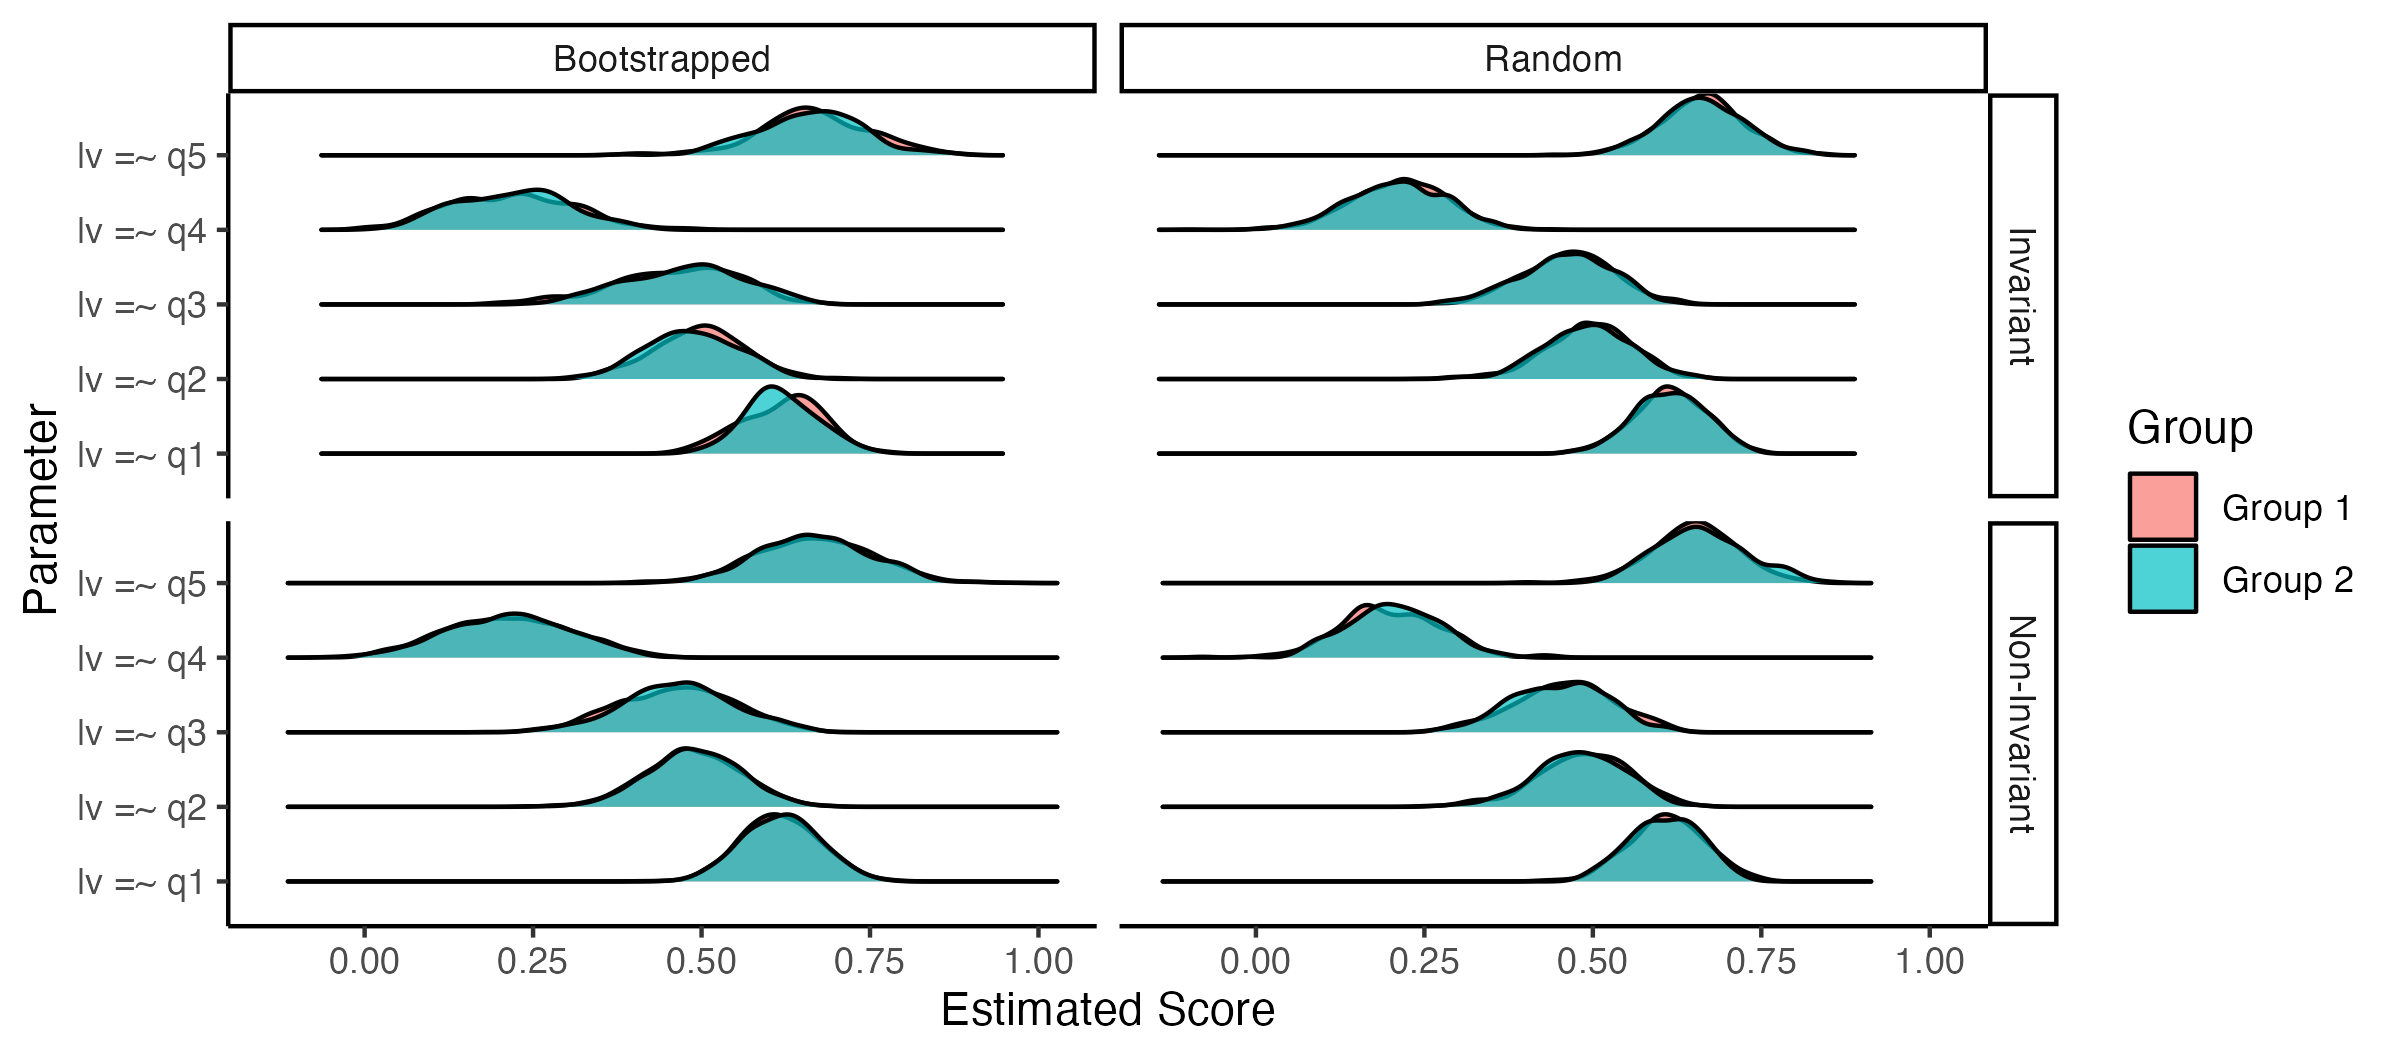 Bootstrapped
Random
Parameter
lv =~ q5
lv =~ q4
lv =~ q3
lv =~ q2
lv =~ q1
Invariant
lv =~ q5
lv =~ q4
lv =~ q3
lv =~ q2
lv =~ q1
Non-Invariant
0.00 0.25 0.50 0.75 1.00
0.00 0.25 0.50 0.75 1.00
Estimated Score
Group
Group 1
Group 2